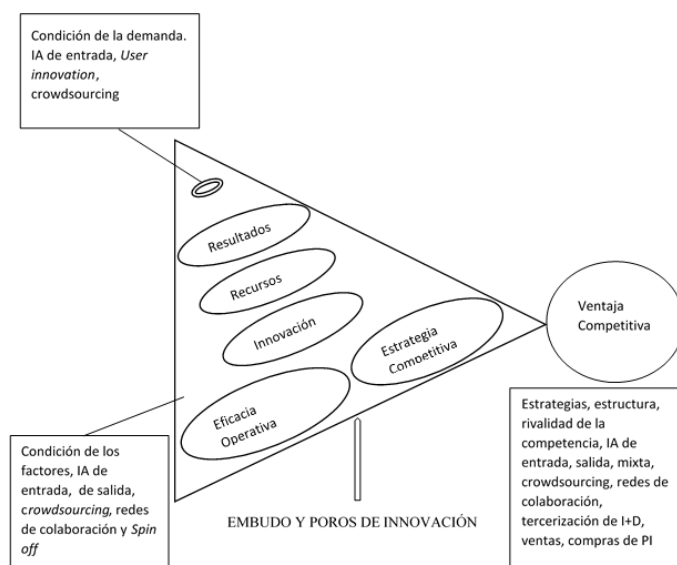 Condición de la demanda.
IA de entrada, User
innovation,
crowdsourcing
Resultados
Recursos
Innovación
Estrategia
Competitiva
Eficacia
Operativa
Ventaja
Competitiva
Condición de los
factores, IA de
entrada, de salida,
crowdsourcing, redes
de colaboración y Spin
off
EMBUDO Y POROS DE INNOVACIÓN
Estrategias, estructura,
rivalidad de la
competencia, IA de
entrada, salida, mixta,
crowdsourcing, redes de
colaboración,
tercerización de I+D,
ventas, compras de PI